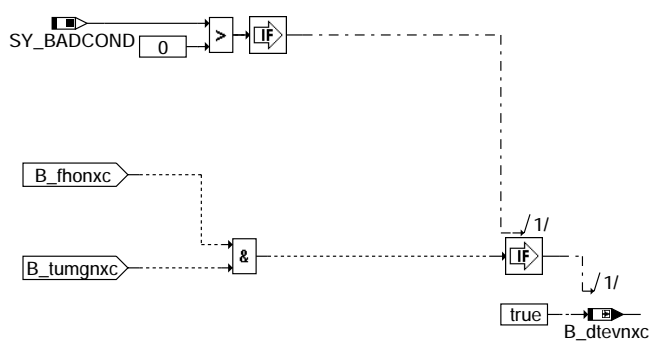 SY_BADCOND
0
>
IF
B_fhonxc
B_tumgnxc
&
/1/
IF
/1/
true
B_dtevnxc